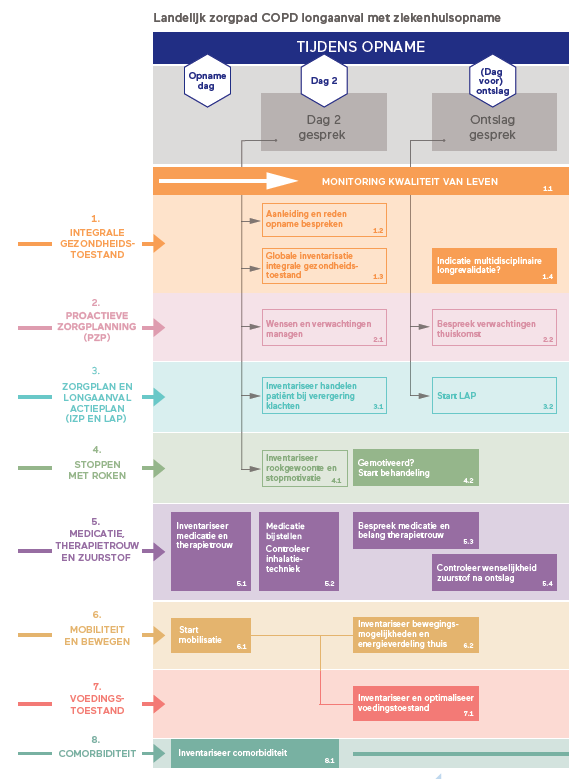 Landelijk zorgpad COPD longaanval met ziekenhuisopname
TIJDENS OPNAME
Opname
dag
Dag 2
(Dag
voor)
ontslag
Dag 2
gesprek
Ontslag
gesprek
MONITORING KWALITEIT VAN LEVEN
1.1
1.
INTEGRALE
GEZONDHEIDS-
TOESTAND
Aanleiding en reden
opname bespreken
1.2
Globale inventarisatie
integrale gezondheids-
toestand
1.3
Indicatie multidisciplinaire
longrevalidatie?
1.4
2.
PROACTIEVE
ZORGPLANNING
(PZP)
Wensen en verwachtingen
managen
2.1
Bespreek verwachtingen
thuiskomst
2.2
3.
ZORGPLAN EN
LONGAANVAL
ACTIEPLAN
(IZP EN LAP)
Inventariseer handelen
patiënt bij verergering
klachten
3.1
Start LAP
3.2
4.
STOPPEN
MET ROKEN
Inventariseer
rookgewoonte en
stopmotivatie
4.1
Gemotiveerd?
Start behandeling
4.2
5.
MEDICATIE,
THERAPIETROUW
EN ZUURSTOF
Inventariseer
medicatie en
therapietrouw
5.1
Medicatie
bijstellen
Controleer
inhalatie-
techniek
5.2
Bespreek medicatie en
belang therapietrouw
5.3
Controleer wenselijkheid
zuurstof na ontslag
5.4
6.
MOBILITEIT
EN BEWEGEN
Start
mobilisatie
6.1
Inventariseer bewegings-
mogelijkheden en
energieverdeling thuis
6.2
7.
VOEDINGS-
TOESTAND
Inventariseer en optimaliseer
voedingstoestand
7.1
8.
COMORBIDITEIT
Inventariseer comorbiditeit
8.1